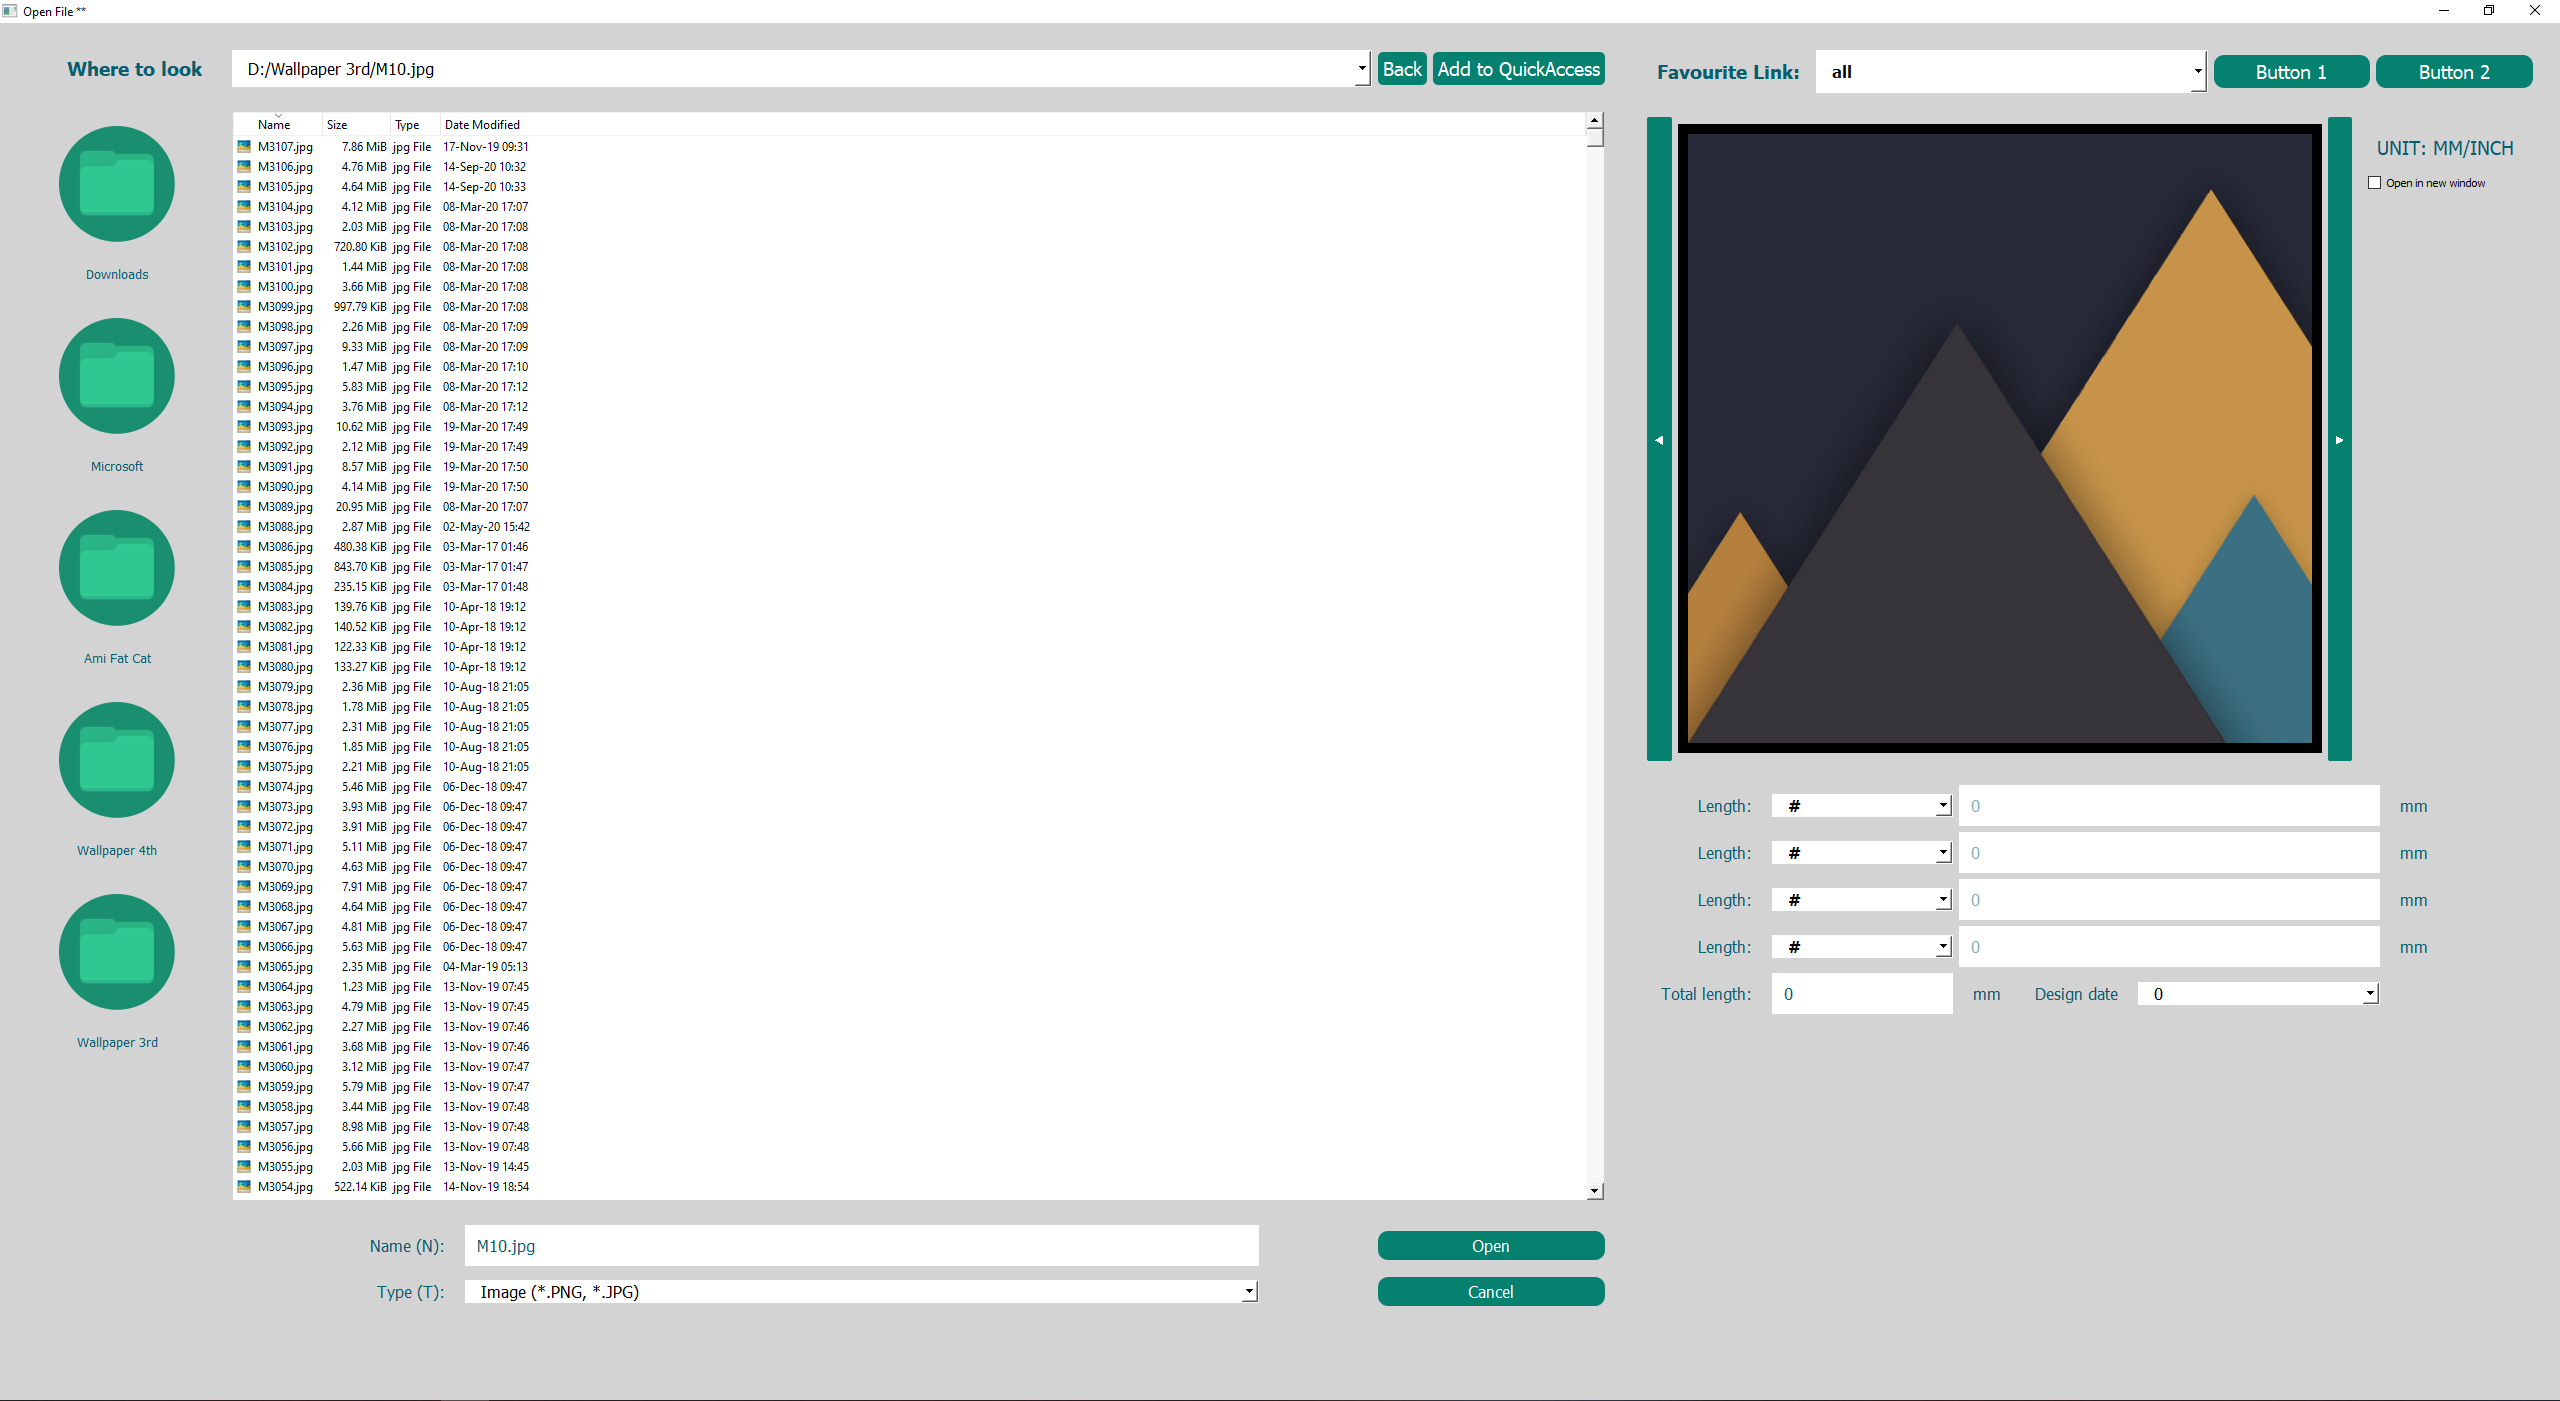 Open File **
Where to look
D:/Wallpaper 3rd/M10.jpg
Back
Add to QuickAccess
Favourite Link:
all
Button 1
Button 2
Downloads
Microsoft
Ami Fat Cat
Wallpaper 4th
Wallpaper 3rd
Name Size Type Date Modified
M3107.jpg 7.86 MiB jpg File 17-Nov-19 09:31
M3106.jpg 4.76 MiB jpg File 14-Sep-20 10:32
M3105.jpg 4.64 MiB jpg File 14-Sep-20 10:33
M3104.jpg 4.12 MiB jpg File 08-Mar-20 17:07
M3103.jpg 2.03 MiB jpg File 08-Mar-20 17:08
M3102.jpg 720.80 KiB jpg File 08-Mar-20 17:08
M3101.jpg 1.44 MiB jpg File 08-Mar-20 17:08
M3100.jpg 3.66 MiB jpg File 08-Mar-20 17:08
M3099.jpg 997.79 KiB jpg File 08-Mar-20 17:08
M3098.jpg 2.26 MiB jpg File 08-Mar-20 17:09
M3097.jpg 9.33 MiB jpg File 08-Mar-20 17:09
M3096.jpg 1.47 MiB jpg File 08-Mar-20 17:10
M3095.jpg 5.83 MiB jpg File 08-Mar-20 17:12
M3094.jpg 3.76 MiB jpg File 08-Mar-20 17:12
M3093.jpg 10.62 MiB jpg File 19-Mar-20 17:49
M3092.jpg 2.12 MiB jpg File 19-Mar-20 17:49
M3091.jpg 8.57 MiB jpg File 19-Mar-20 17:50
M3090.jpg 4.14 MiB jpg File 19-Mar-20 17:50
M3089.jpg 20.95 MiB jpg File 08-Mar-20 17:07
M3088.jpg 2.87 MiB jpg File 02-May-20 15:42
M3086.jpg 480.38 KiB jpg File 03-Mar-17 01:46
M3085.jpg 843.70 KiB jpg File 03-Mar-17 01:47
M3084.jpg 235.15 KiB jpg File 03-Mar-17 01:48
M3083.jpg 139.76 KiB jpg File 10-Apr-18 19:12
M3082.jpg 140.52 KiB jpg File 10-Apr-18 19:12
M3081.jpg 122.33 KiB jpg File 10-Apr-18 19:12
M3080.jpg 133.27 KiB jpg File 10-Apr-18 19:12
M3079.jpg 2.36 MiB jpg File 10-Aug-18 21:05
M3078.jpg 1.78 MiB jpg File 10-Aug-18 21:05
M3077.jpg 2.31 MiB jpg File 10-Aug-18 21:05
M3076.jpg 1.85 MiB jpg File 10-Aug-18 21:05
M3075.jpg 2.21 MiB jpg File 10-Aug-18 21:05
M3074.jpg 5.46 MiB jpg File 06-Dec-18 09:47
M3073.jpg 3.93 MiB jpg File 06-Dec-18 09:47
M3072.jpg 3.91 MiB jpg File 06-Dec-18 09:47
M3071.jpg 5.11 MiB jpg File 06-Dec-18 09:47
M3070.jpg 4.63 MiB jpg File 06-Dec-18 09:47
M3069.jpg 7.91 MiB jpg File 06-Dec-18 09:47
M3068.jpg 4.64 MiB jpg File 06-Dec-18 09:47
M3067.jpg 4.81 MiB jpg File 06-Dec-18 09:47
M3066.jpg 5.63 MiB jpg File 06-Dec-18 09:47
M3065.jpg 2.35 MiB jpg File 04-Mar-19 05:13
M3064.jpg 1.23 MiB jpg File 13-Nov-19 07:45
M3063.jpg 4.79 MiB jpg File 13-Nov-19 07:45
M3062.jpg 2.27 MiB jpg File 13-Nov-19 07:46
M3061.jpg 3.68 MiB jpg File 13-Nov-19 07:46
M3060.jpg 3.12 MiB jpg File 13-Nov-19 07:47
M3059.jpg 5.79 MiB jpg File 13-Nov-19 07:47
M3058.jpg 3.44 MiB jpg File 13-Nov-19 07:48
M3057.jpg 8.98 MiB jpg File 13-Nov-19 07:48
M3056.jpg 5.66 MiB jpg File 13-Nov-19 07:48
M3055.jpg 2.03 MiB jpg File 13-Nov-19 14:45
M3054.jpg 522.14 KiB jpg File 14-Nov-19 18:54
Name (N): M10.jpg
Open
Type (T): Image (*.PNG, *.JPG)
Cancel
UNIT: MM/INCH
Open in new window
Length: # 0 mm
Length: # 0 mm
Length: # 0 mm
Length: # 0 mm
Total length: 0 mm Design date 0